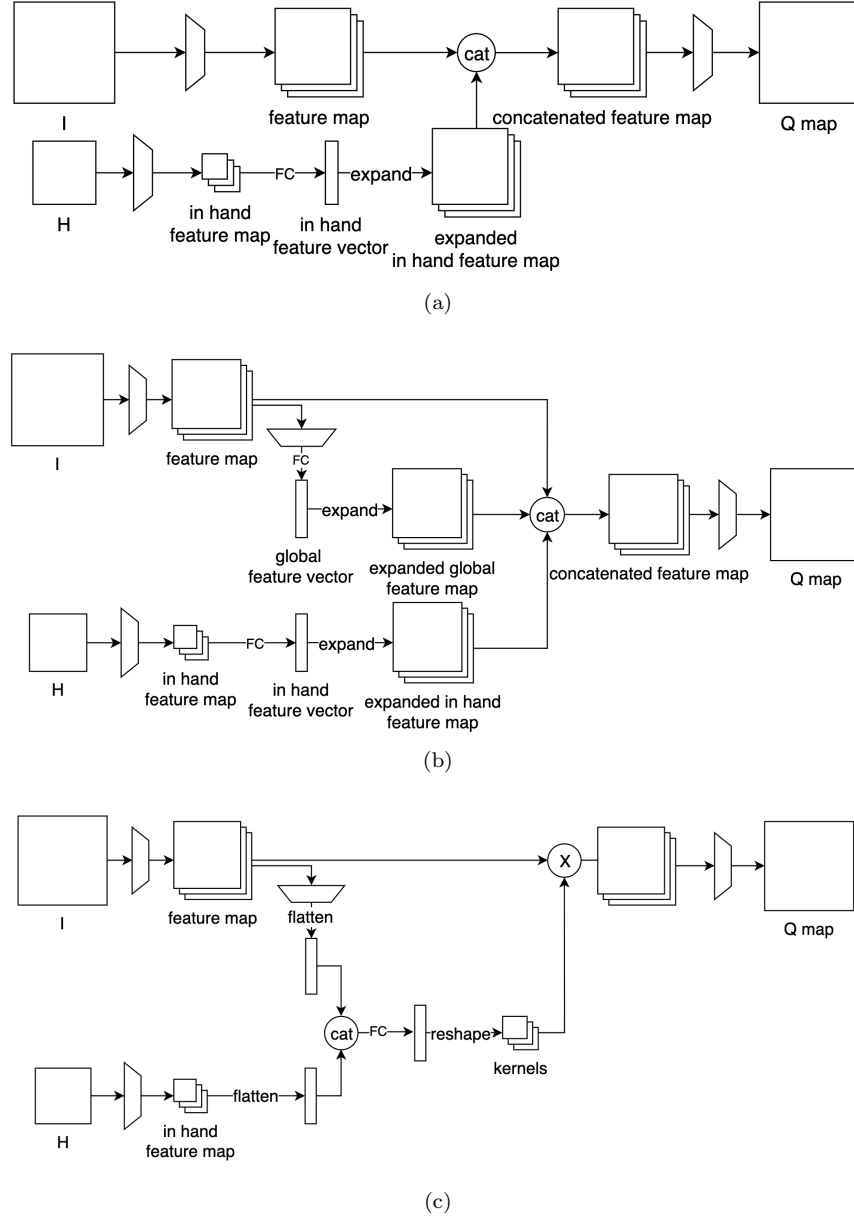 I
feature map
cat
concatenated feature map
Q map
H
in hand
feature map
FC
in hand
feature vector
expand
expanded
in hand feature map
(a)
I
feature map
FC
global
feature vector
expand
expanded global
feature map
cat
concatenated feature map
Q map
H
in hand
feature map
FC
in hand
feature vector
expand
expanded in hand
feature map
(b)
I
feature map
flatten
X
Q map
cat
FC
reshape
kernels
H
in hand
feature map
flatten
(c)